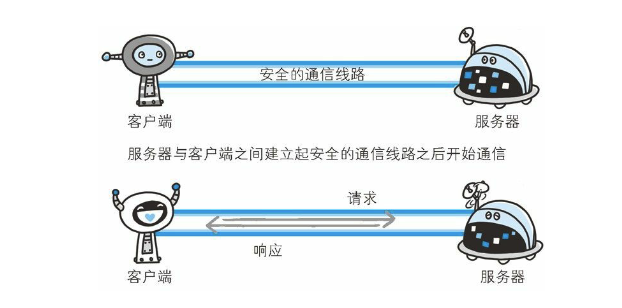 安全的通信线路
客户端
服务器
服务器与客户端之间建立起安全的通信线路之后开始通信
请求
响应
客户端
服务器